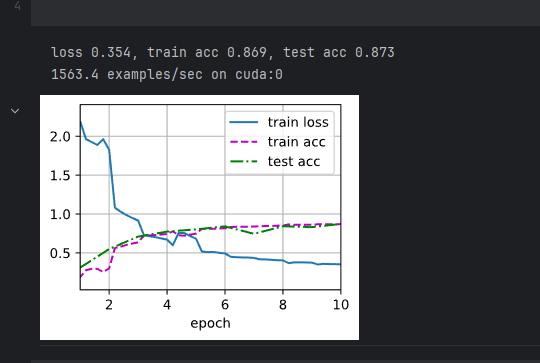 4
loss 0.354, train acc 0.869, test acc 0.873
1563.4 examples/sec on cuda:0
train loss
train acc
test acc
2.0
1.5
1.0
0.5
2 4 6 8 10
epoch